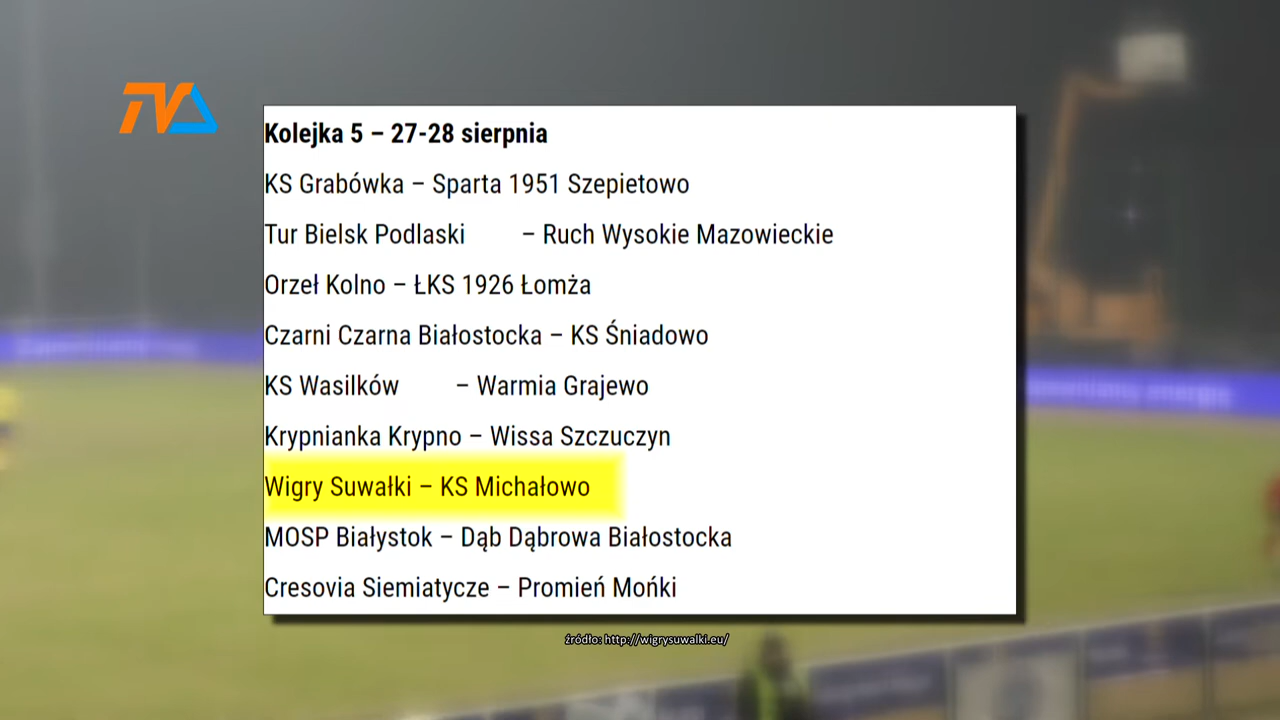 TVA
Kolejka 5 – 27-28 sierpnia
KS Grabówka – Sparta 1951 Szepietowo
Tur Bielsk Podlaski – Ruch Wysokie Mazowieckie
Orzeł Kolno – ŁKS 1926 Łomża
Czarni Czarna Białostocka – KS Śniadowo
KS Wasilków – Warmia Grajewo
Krypnianka Krypno – Wissa Szczuczyn
Wigry Suwałki – KS Michałowo
MOSP Białystok – Dąb Dąbrowa Białostocka
Cresovia Siemiatycze – Promień Mońki
źródło: http://wigrysuwalki.eu/